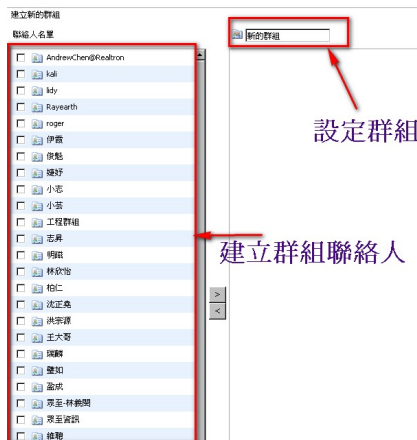 建立新的群組
聯絡人名單
AndrewChen@Realtron
kali
lidy
Rayearth
roger
伊霞
俊魁
婕妤
小志
小芸
工程群組
志昇
明磁
林欣怡
柏仁
沈正堯
洪宗源
王大哥
瑞麟
璧如
盈成
眾至-林義閔
眾至資訊
維聰
新的群組
設定群組
建立群組聯絡人
>
<